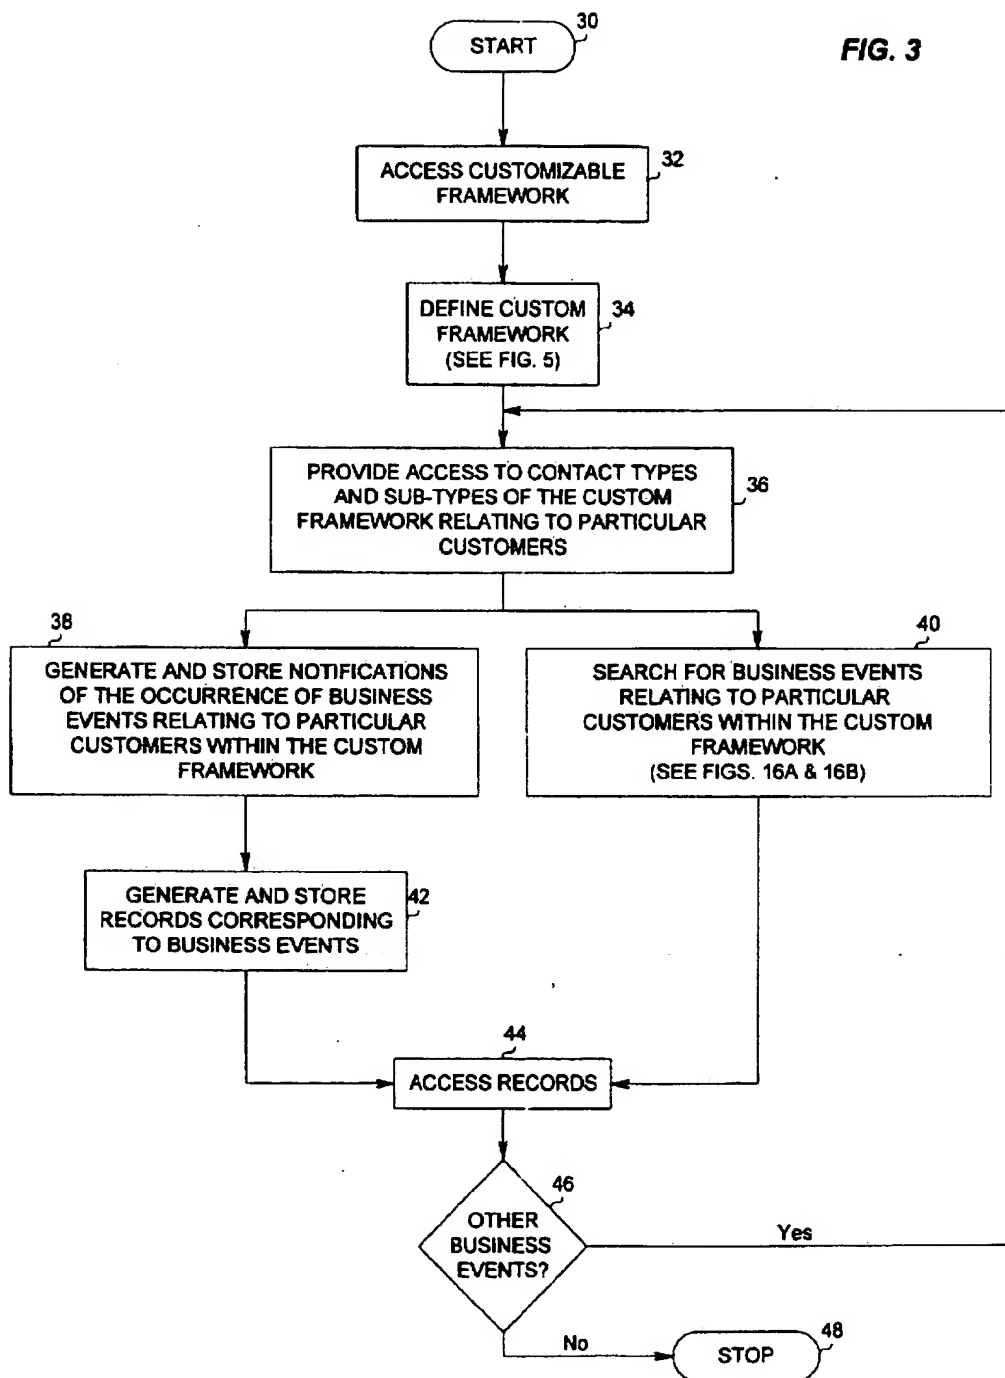 30
START
FIG. 3
32
ACCESS CUSTOMIZABLE
FRAMEWORK
34
DEFINE CUSTOM
FRAMEWORK
(SEE FIG. 5)
PROVIDE ACCESS TO CONTACT TYPES
AND SUB-TYPES OF THE CUSTOM
FRAMEWORK RELATING TO PARTICULAR
CUSTOMERS
36
38
GENERATE AND STORE NOTIFICATIONS
OF THE OCCURRENCE OF BUSINESS
EVENTS RELATING TO PARTICULAR
CUSTOMERS WITHIN THE CUSTOM
FRAMEWORK
40
SEARCH FOR BUSINESS EVENTS
RELATING TO PARTICULAR
CUSTOMERS WITHIN THE CUSTOM
FRAMEWORK
(SEE FIGS. 16A & 16B)
GENERATE AND STORE
RECORDS CORRESPONDING
TO BUSINESS EVENTS
42
44
ACCESS RECORDS
46
OTHER
BUSINESS
EVENTS?
Yes
No
STOP
48